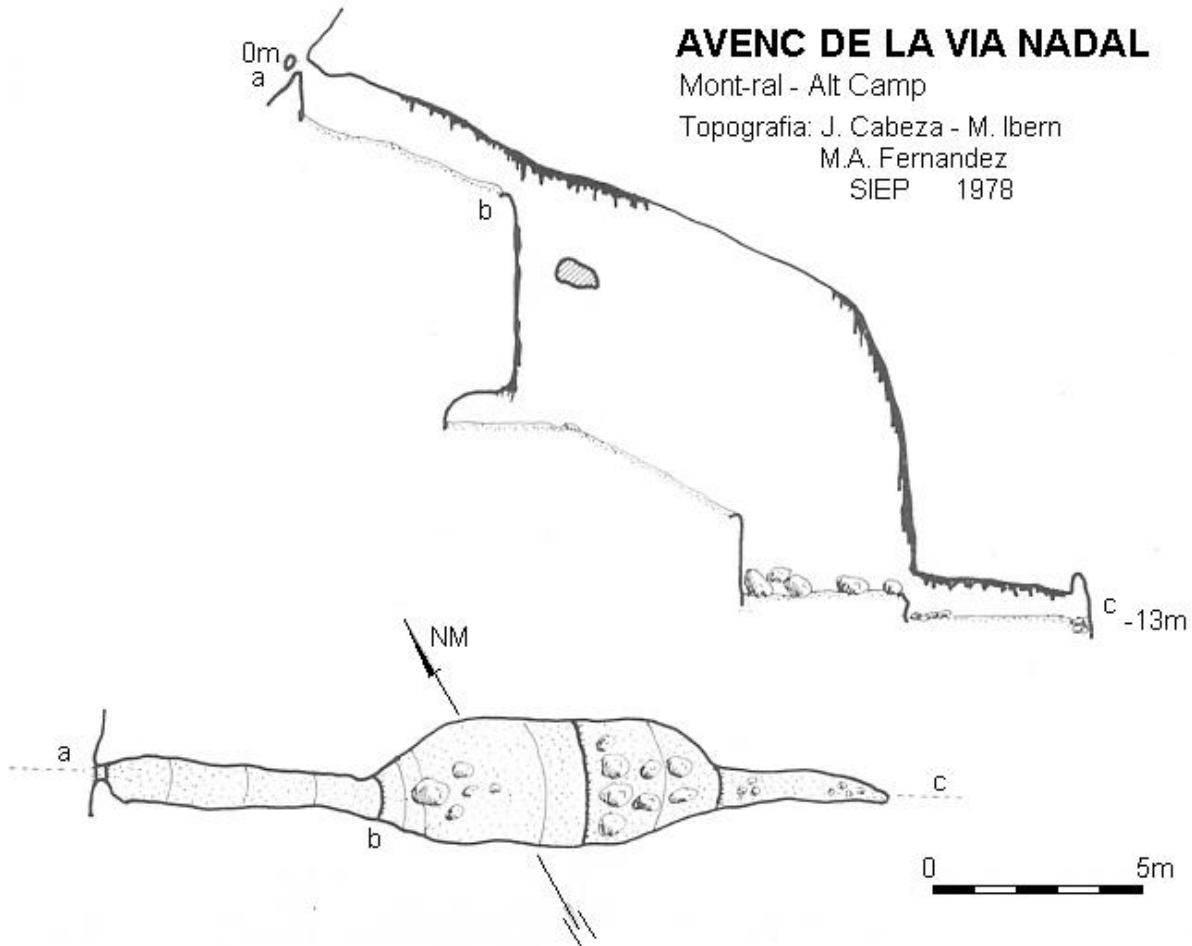 AVENC DE LA VIA NADAL
Mont-ral - Alt Camp
Topografia: J. Cabeza - M. Ibern
M.A. Fernandez
SIEP 1978
0m
a
b
c
-13m
NM
a
b
c
0 5m